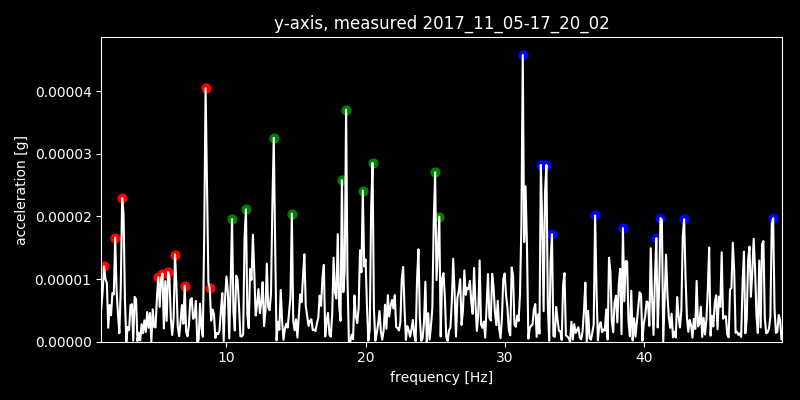 y-axis, measured 2017_11_05-17_20_02
acceleration [g]
0.00004
0.00003
0.00002
0.00001
0.00000
10 20 30 40
frequency [Hz]